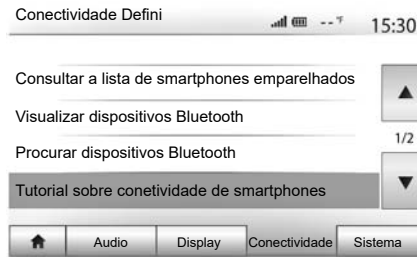 Conectividade Defini
-- °F
15:30
Consultar a lista de smartphones emparelhados
Visualizar dispositivos Bluetooth
1/2
Procurar dispositivos Bluetooth
Tutorial sobre conetividade de smartphones
Audio Display Conectividade Sistema